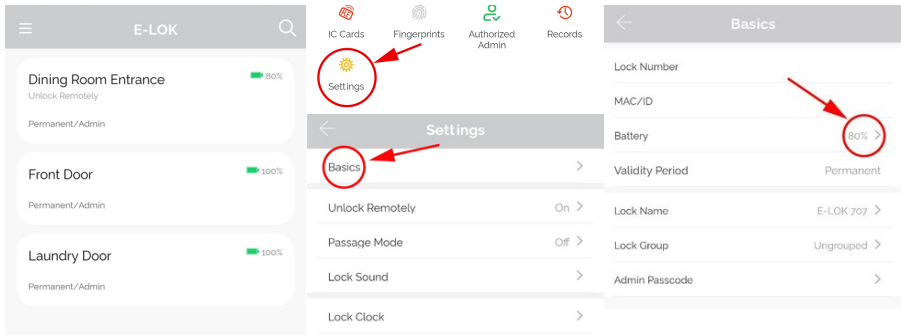 E-LOK
Dining Room Entrance
80%
Unlock Remotely
Permanent/Admin
Front Door
100%
Permanent/Admin
Laundry Door
100%
Permanent/Admin
IC Cards
Fingerprints
Authorized
Admin
Records
Settings
Settings
Basics
Unlock Remotely On
Passage Mode Off
Lock Sound
Lock Clock
Basics
Lock Number
MAC/ID
Battery 80%
Validity Period Permanent
Lock Name E-LOK 707
Lock Group Ungrouped
Admin Passcode